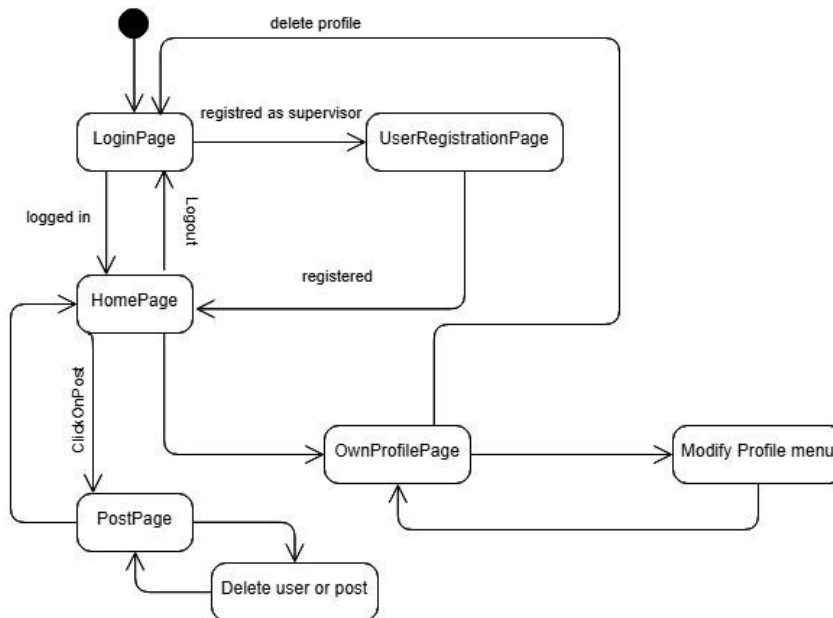 delete profile
registred as supervisor
LoginPage
UserRegistrationPage
logged in
Logout
registered
HomePage
ClickOnPost
OwnProfilePage
Modify Profile menu
PostPage
Delete user or post